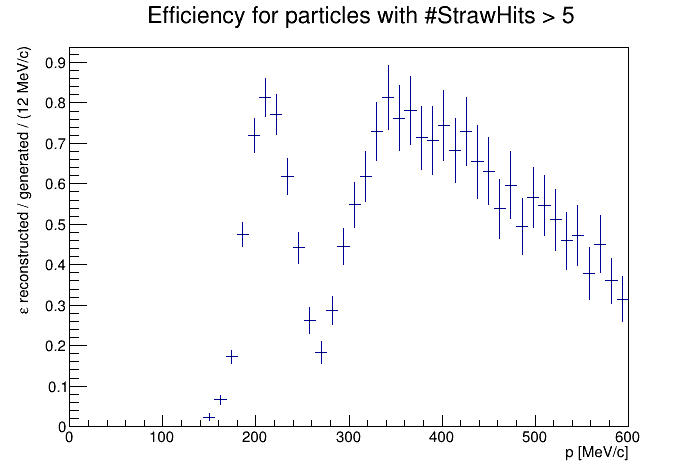 Efficiency for particles with #StrawHits > 5
ε reconstructed / generated / (12 MeV/c)
0.9
0.8
0.7
0.6
0.5
0.4
0.3
0.2
0.1
0
0 100 200 300 400 500 600
p [MeV/c]